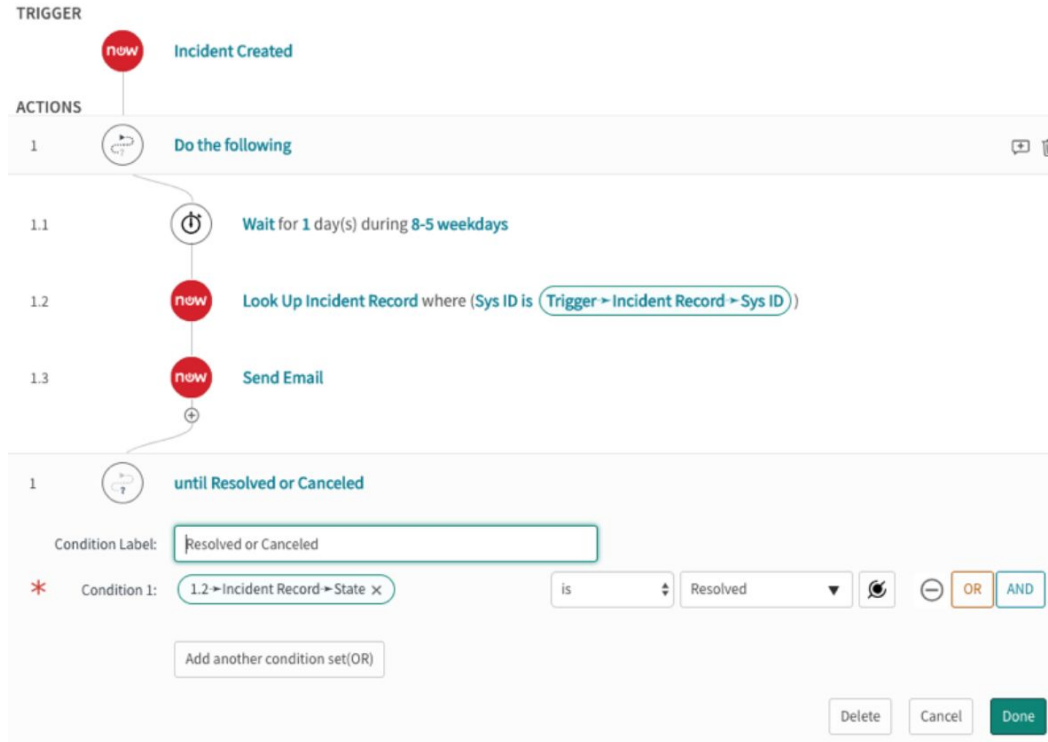 TRIGGER
now Incident Created
ACTIONS
1 Do the following
1.1 Wait for 1 day(s) during 8-5 weekdays
1.2 now Look Up Incident Record where (Sys ID is Trigger➛Incident Record➛Sys ID)
1.3 now Send Email
1 ? until Resolved or Canceled
Condition Label: Resolved or Canceled
* Condition 1: 1.2➛Incident Record➛State × is Resolved OR AND
Add another condition set(OR)
Delete Cancel Done